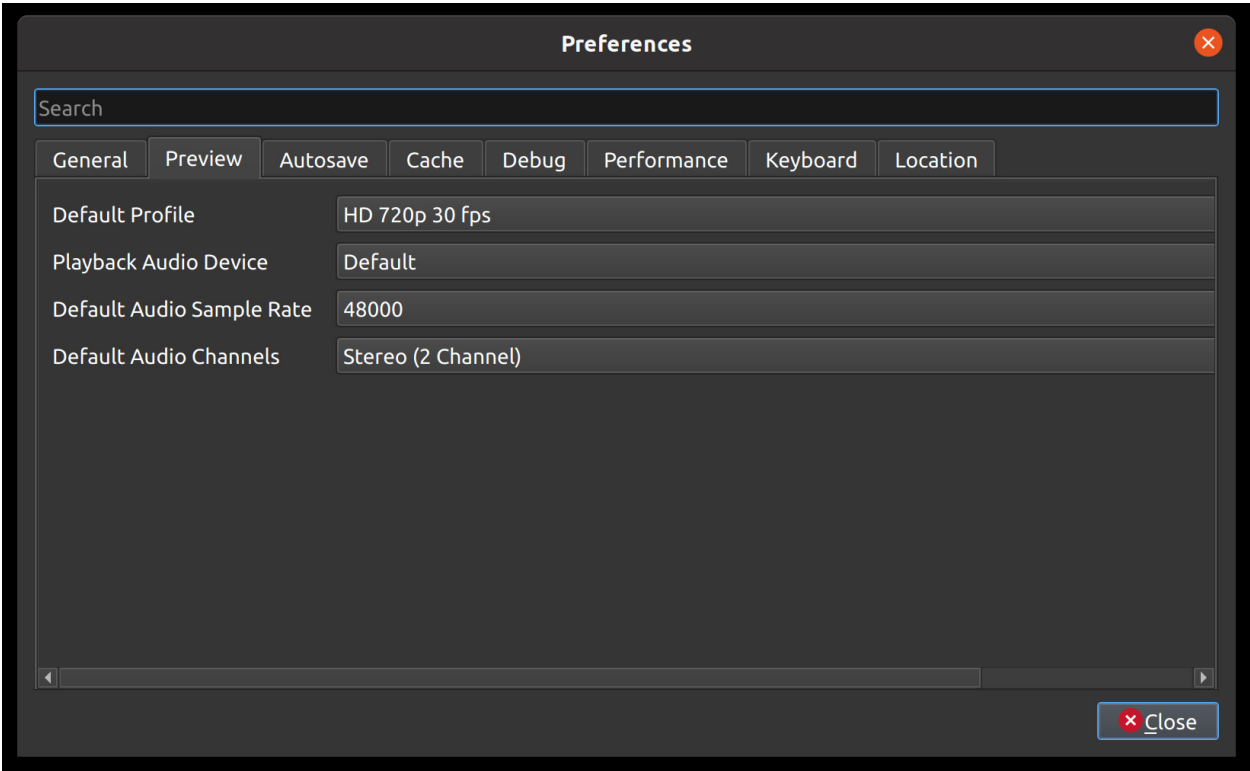 Preferences
Search
General Preview Autosave Cache Debug Performance Keyboard Location
Default Profile HD 720p 30 fps
Playback Audio Device Default
Default Audio Sample Rate 48000
Default Audio Channels Stereo (2 Channel)
Close